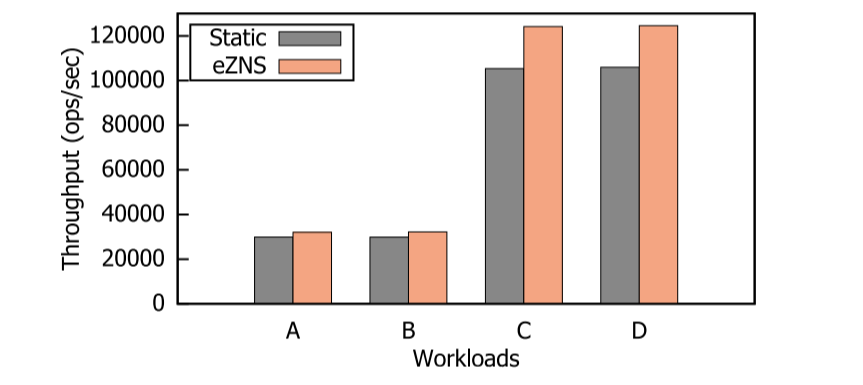 Throughput (ops/sec)
120000
100000
80000
60000
40000
20000
0
Static
eZNS
A B C D
Workloads